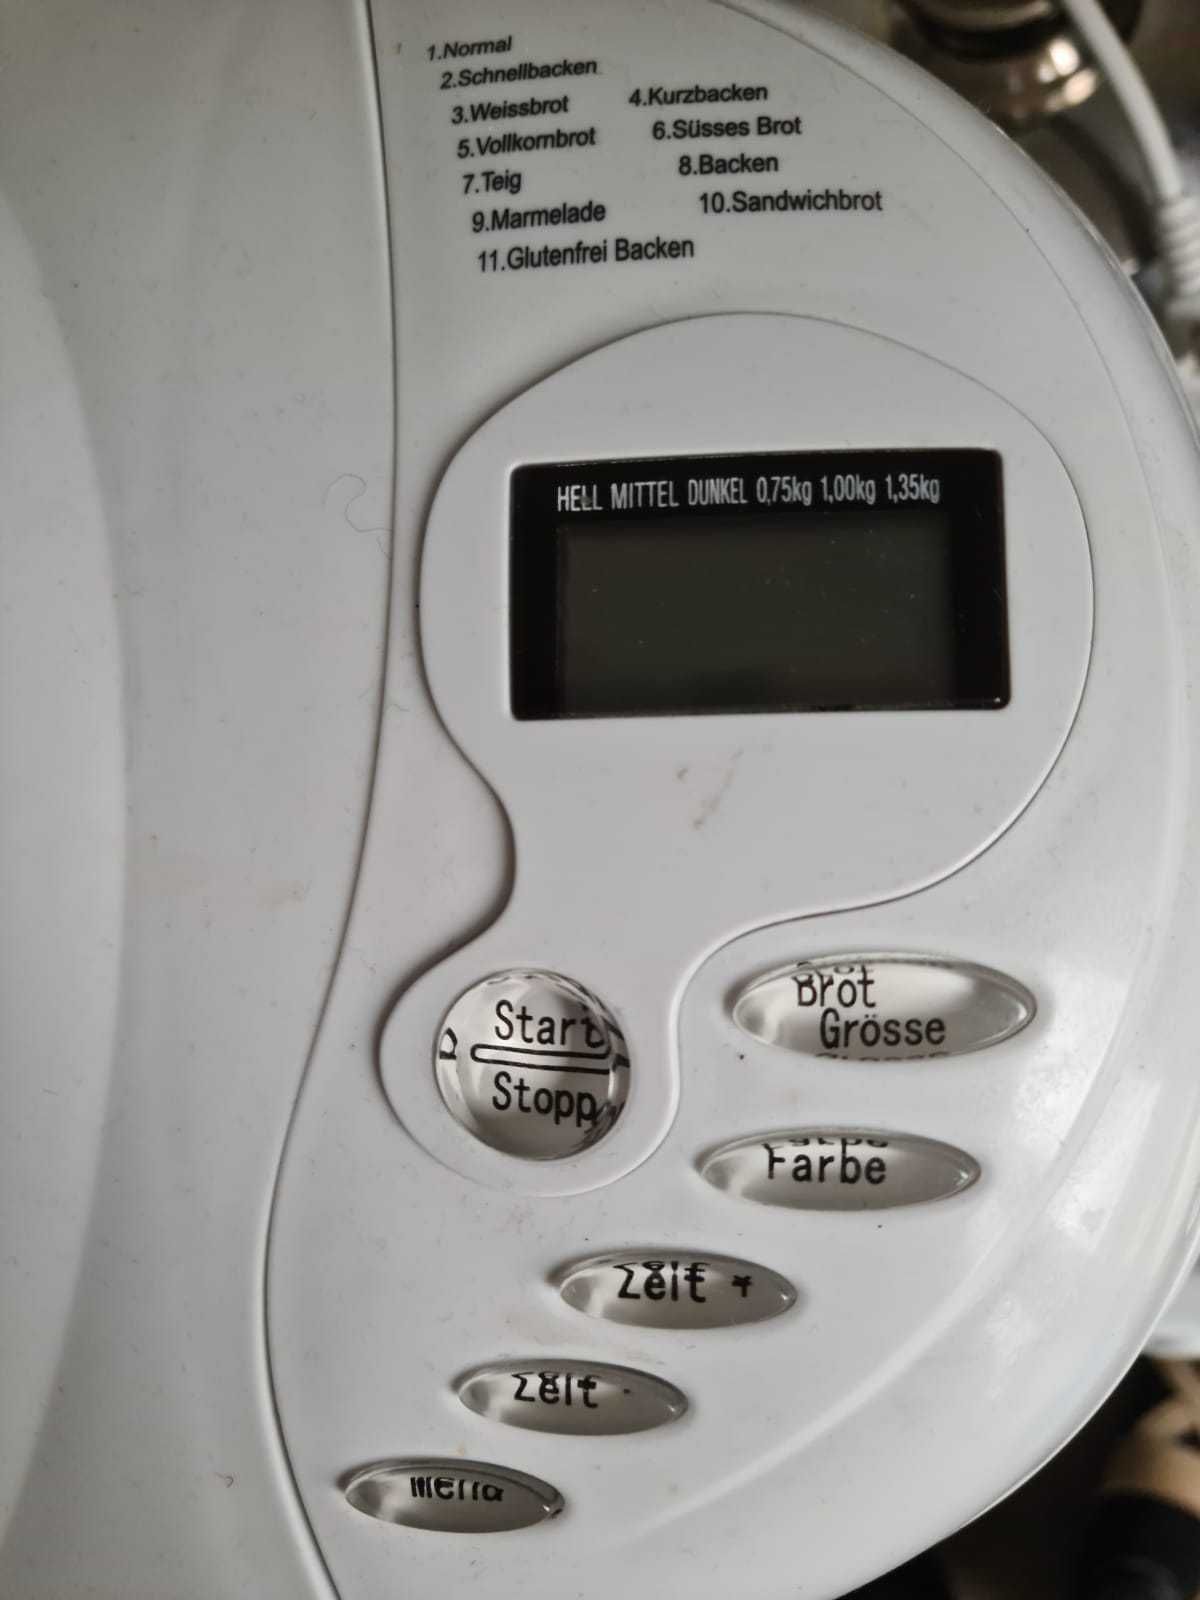 1.Normal
2.Schnellbacken
3.Weissbrot 4.Kurzbacken
5.Vollkornbrot 6.Süsses Brot
7.Teig 8.Backen
9.Marmelade 10.Sandwichbrot
11.Glutenfrei Backen
HELL MITTEL DUNKEL 0,75kg 1,00kg 1,35kg
Start
Stopp
Brot
Grösse
Farbe
Zeit
Zeit